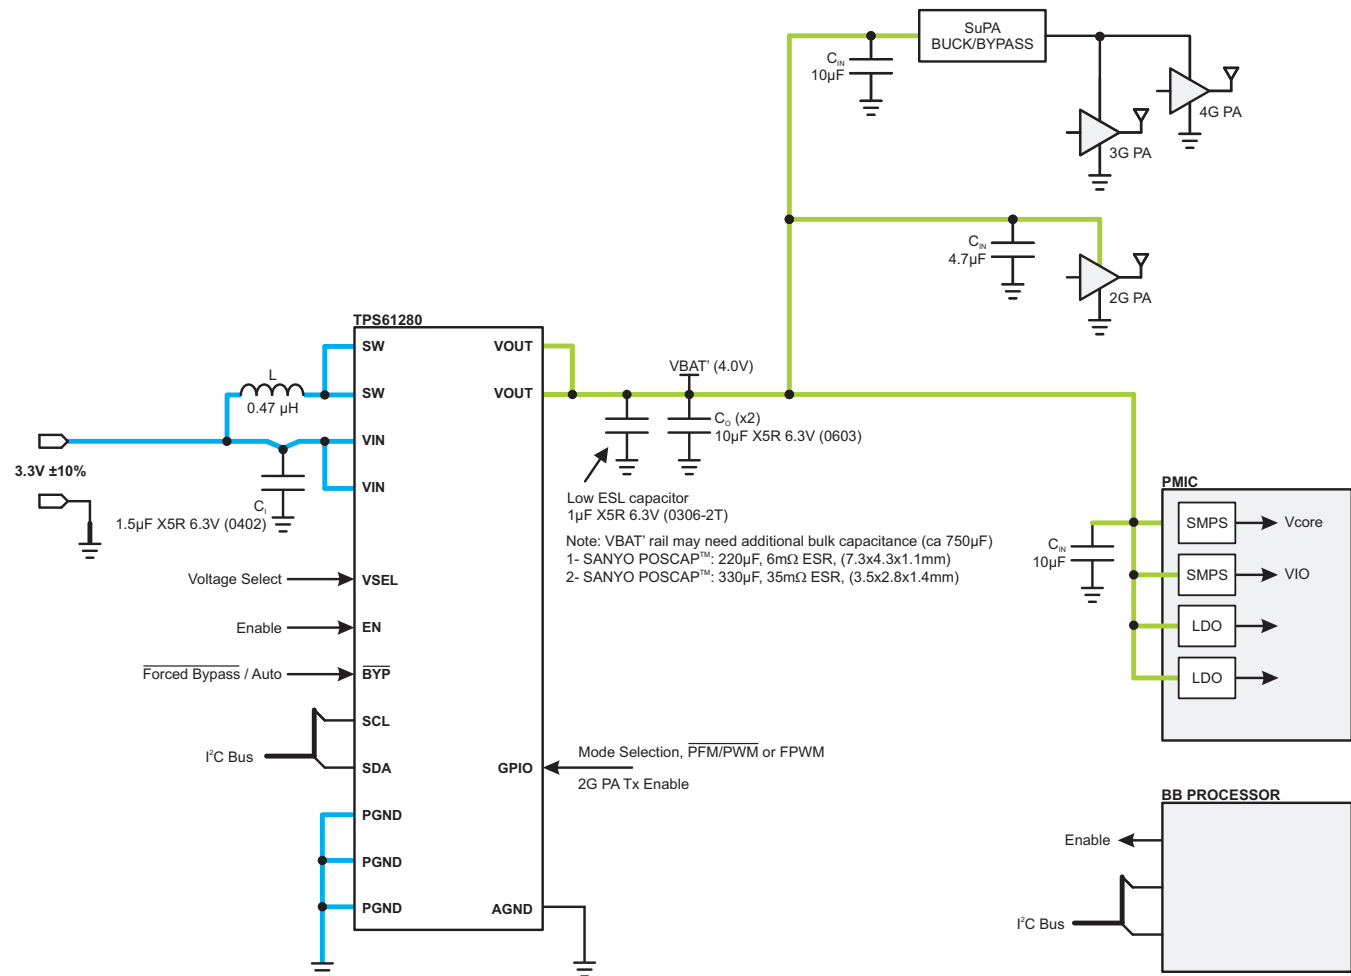 SuPA
BUCK/BYPASS
CIN
10µF
4G PA
3G PA
CIN
4.7µF
2G PA
TPS61280
SW
VOUT
VBAT' (4.0V)
L
0.47 µH
SW
VOUT
CO (x2)
10µF X5R 6.3V (0603)
VIN
3.3V ±10%
VIN
CI
1.5µF X5R 6.3V (0402)
Low ESL capacitor
1µF X5R 6.3V (0306-2T)
Note: VBAT' rail may need additional bulk capacitance (ca 750µF)
1- SANYO POSCAP™: 220µF, 6mΩ ESR, (7.3x4.3x1.1mm)
2- SANYO POSCAP™: 330µF, 35mΩ ESR, (3.5x2.8x1.4mm)
PMIC
SMPS
Vcore
CIN
10µF
SMPS
VIO
LDO
LDO
Voltage Select
VSEL
Enable
EN
Forced Bypass / Auto
BYP
SCL
I²C Bus
SDA
GPIO
Mode Selection, PFM/PWM or FPWM
2G PA Tx Enable
PGND
PGND
PGND
AGND
BB PROCESSOR
Enable
I²C Bus